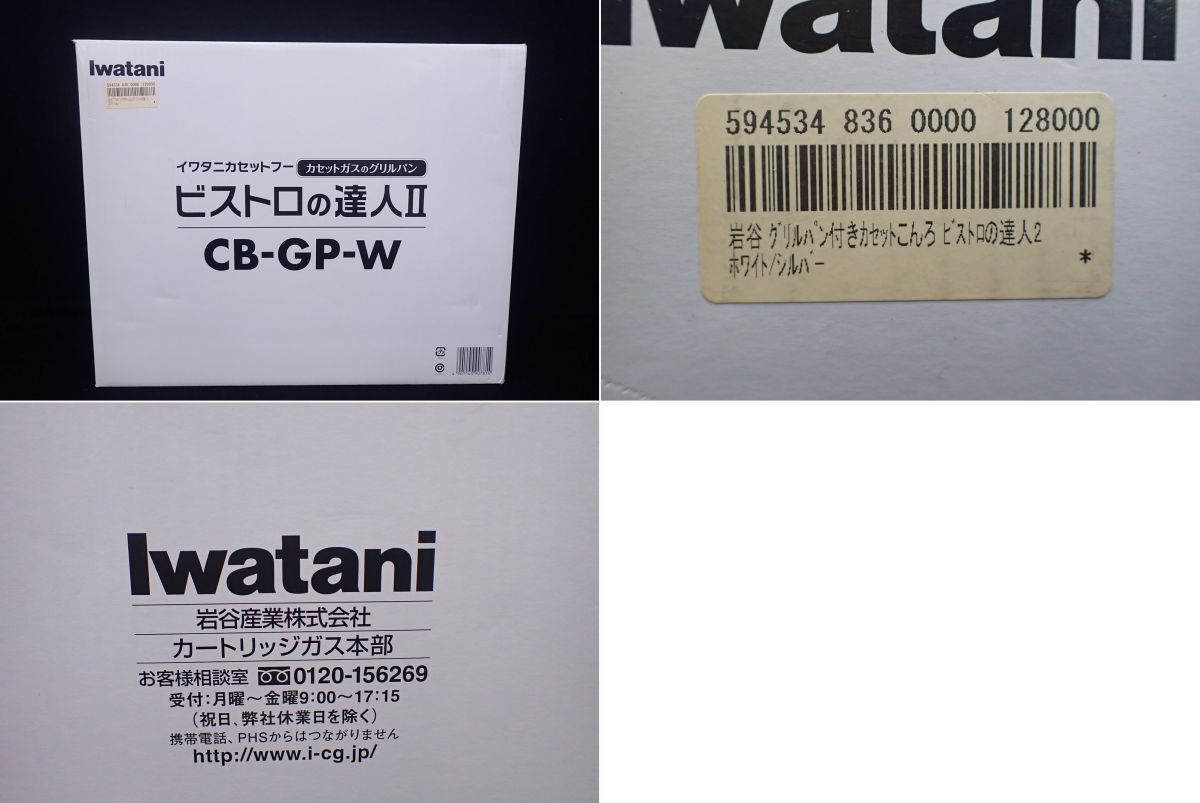 Iwatani
594534 836 0000 128000
イワタニカセットフー カセットガスのグリルパン
ビストロの達人II
CB-GP-W
Iwatani
594534 836 0000 128000
岩谷 グリルパン付きカセットこんろ ビストロの達人2
ホワイト/シルバー *
Iwatani
岩谷産業株式会社
カートリッジガス本部
お客様相談室 0120-156269
受付:月曜〜金曜9:00〜17:15
(祝日、弊社休業日を除く)
携帯電話、PHSからはつながりません
http://www.i-cg.jp/